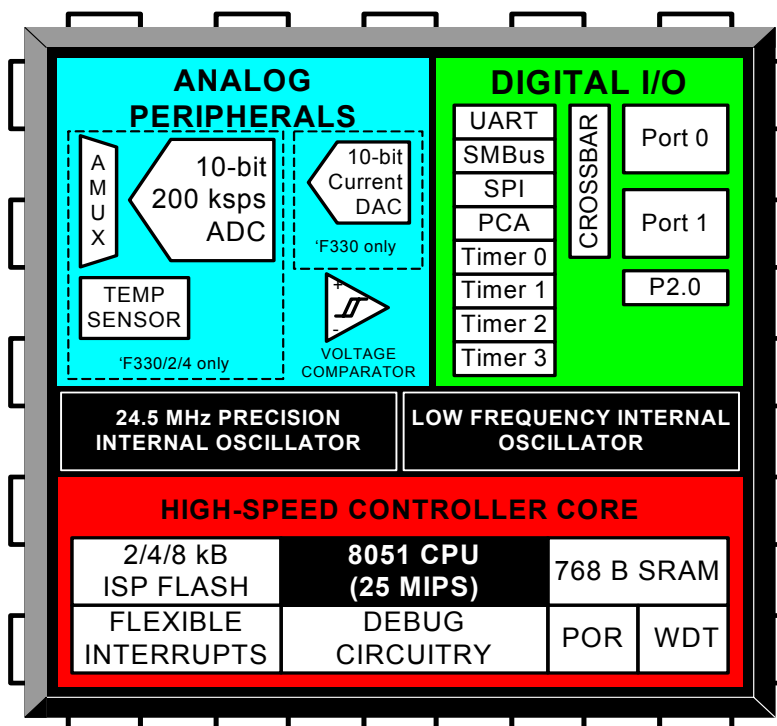 ANALOG
PERIPHERALS
A
M
U
X
10-bit
200 ksps
ADC
10-bit
Current
DAC
'F330 only
TEMP
SENSOR
+
-
VOLTAGE
COMPARATOR
'F330/2/4 only
DIGITAL I/O
UART
SMBus
SPI
PCA
Timer 0
Timer 1
Timer 2
Timer 3
CROSSBAR
Port 0
Port 1
P2.0
24.5 MHz PRECISION
INTERNAL OSCILLATOR
LOW FREQUENCY INTERNAL
OSCILLATOR
HIGH-SPEED CONTROLLER CORE
2/4/8 kB
ISP FLASH
8051 CPU
(25 MIPS)
768 B SRAM
FLEXIBLE
INTERRUPTS
DEBUG
CIRCUITRY
POR
WDT